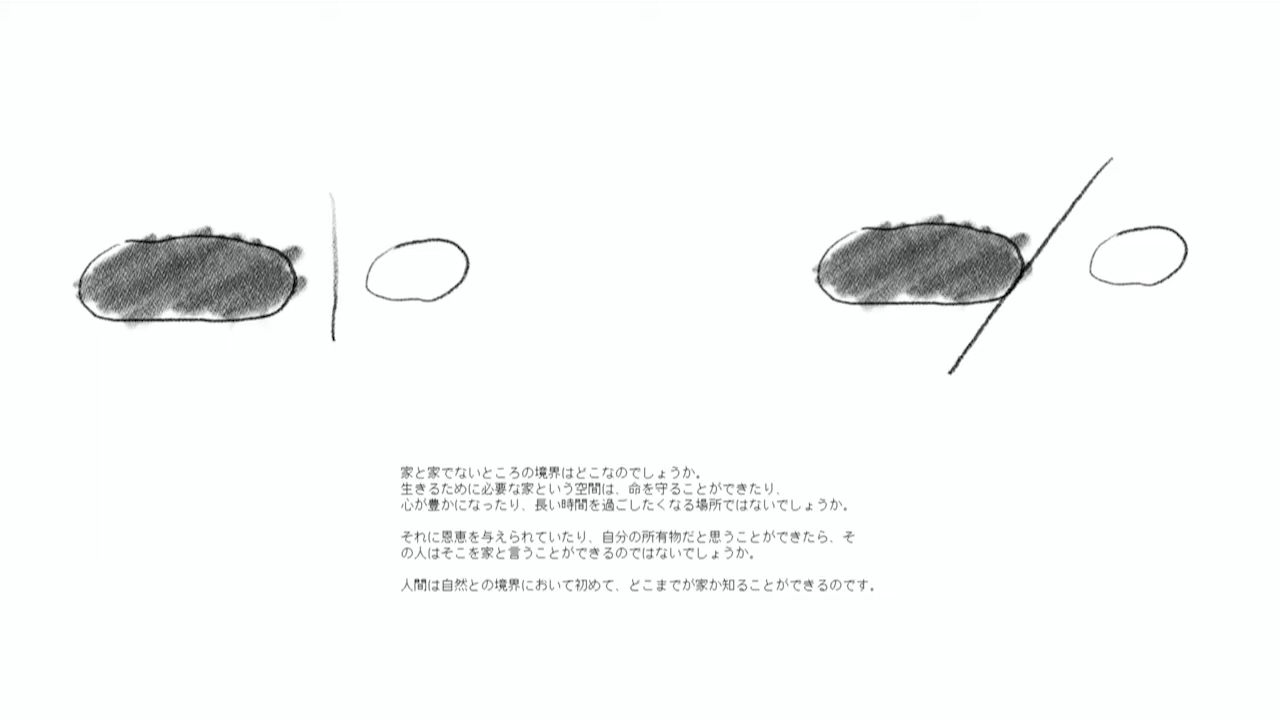 家と家でないところの境界はどこなのでしょうか。
生きるために必要な家という空間は、命を守ることができたり、
心が豊かになったり、長い時間を過ごしたくなる場所ではないでしょうか。
それに恩恵を与えられていたり、自分の所有物だと思うことができたら、そ
の人はそこを家と言うことができるのではないでしょうか。
人間は自然との境界において初めて、どこまでが家か知ることができるのです。